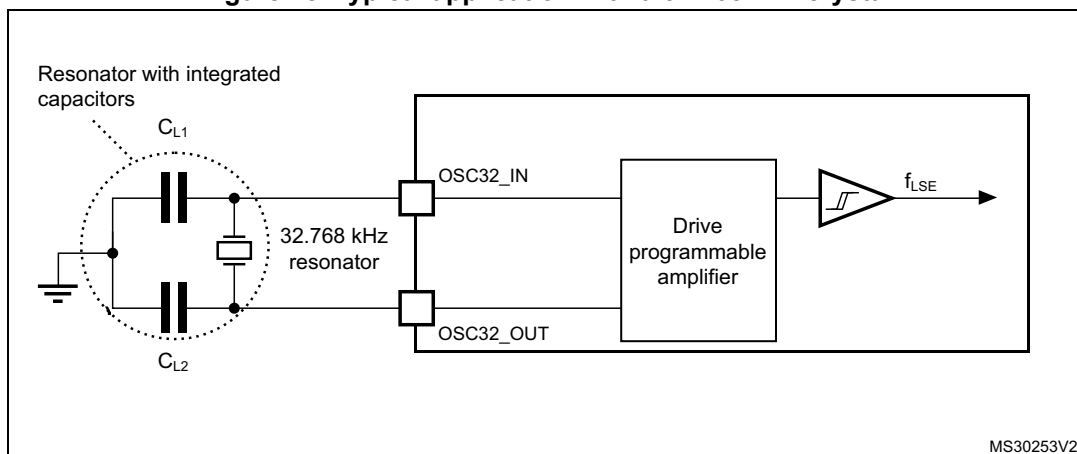 Resonator with integrated
capacitors
C_L1
OSC32_IN
f_LSE
32.768 kHz
resonator
Drive
programmable
amplifier
OSC32_OUT
C_L2
MS30253V2